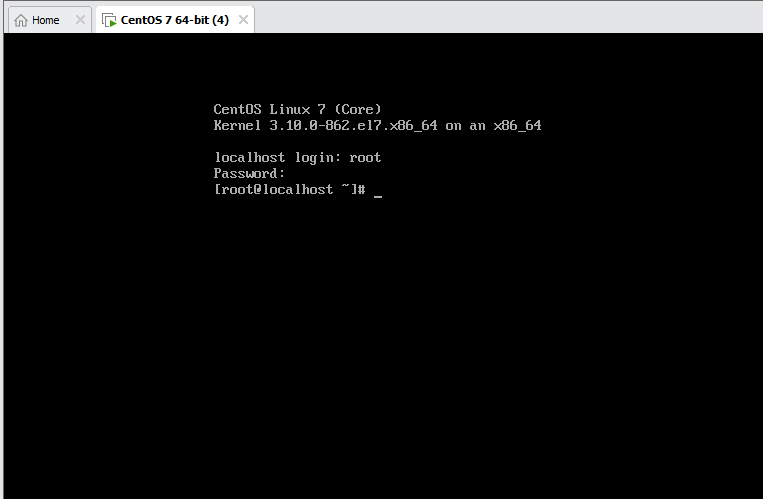 Home
CentOS 7 64-bit (4)
CentOS Linux 7 (Core)
Kernel 3.10.0-862.el7.x86_64 on an x86_64
localhost login: root
Password:
[root@localhost ~]# _